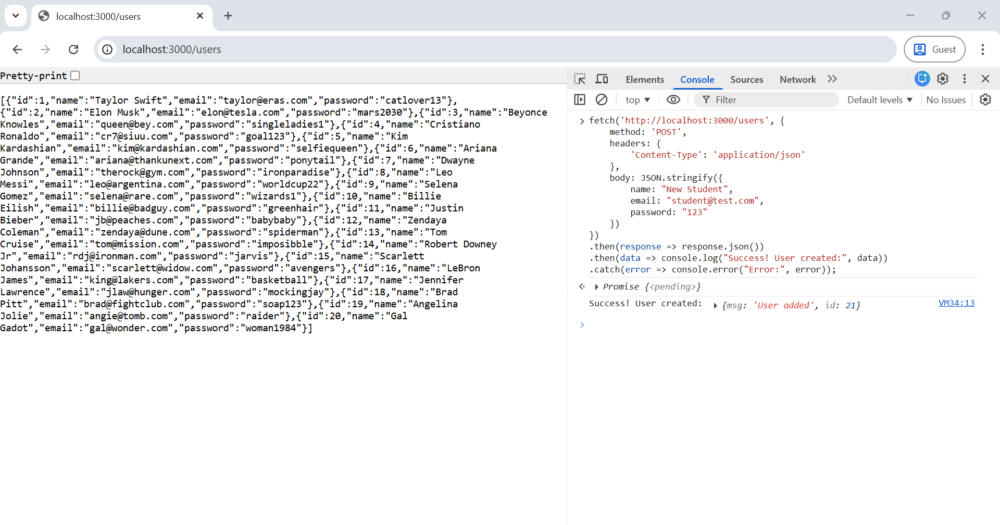 localhost:3000/users
localhost:3000/users
Guest
Pretty-print
[{"id":1,"name":"Taylor Swift","email":"taylor@eras.com","password":"catlover13"},
{"id":2,"name":"Elon Musk","email":"elon@tesla.com","password":"mars2030"},{"id":3,"name":"Beyonce
Knowles","email":"queen@bey.com","password":"singleladies1"},{"id":4,"name":"Cristiano
Ronaldo","email":"cr7@siuu.com","password":"goal123"},{"id":5,"name":"Kim
Kardashian","email":"kim@kardashian.com","password":"selfiequeen"},{"id":6,"name":"Ariana
Grande","email":"ariana@thankunext.com","password":"ponytail"},{"id":7,"name":"Dwayne
Johnson","email":"therock@gym.com","password":"ironparadise"},{"id":8,"name":"Leo
Messi","email":"leo@argentina.com","password":"worldcup22"},{"id":9,"name":"Selena
Gomez","email":"selena@rare.com","password":"wizards1"},{"id":10,"name":"Billie
Eilish","email":"billie@badguy.com","password":"greenhair"},{"id":11,"name":"Justin
Bieber","email":"jb@peaches.com","password":"babybaby"},{"id":12,"name":"Zendaya
Coleman","email":"zendaya@dune.com","password":"spiderman"},{"id":13,"name":"Tom
Cruise","email":"tom@mission.com","password":"imposibble"},{"id":14,"name":"Robert Downey
Jr","email":"rdj@ironman.com","password":"jarvis"},{"id":15,"name":"Scarlett
Johansson","email":"scarlett@widow.com","password":"avengers"},{"id":16,"name":"LeBron
James","email":"king@lakers.com","password":"basketball"},{"id":17,"name":"Jennifer
Lawrence","email":"jlaw@hunger.com","password":"mockingjay"},{"id":18,"name":"Brad
Pitt","email":"brad@fightclub.com","password":"soap123"},{"id":19,"name":"Angelina
Jolie","email":"angie@tomb.com","password":"raider"},{"id":20,"name":"Gal
Gadot","email":"gal@wonder.com","password":"woman1984"}]
Elements Console Sources Network
top Filter Default levels No Issues
fetch('http://localhost:3000/users', {
    method: 'POST',
    headers: {
        'Content-Type': 'application/json'
    },
    body: JSON.stringify({
        name: "New Student",
        email: "student@test.com",
        password: "123"
    })
})
.then(response => response.json())
.then(data => console.log("Success! User created:", data))
.catch(error => console.error("Error:", error));
Promise {<pending>}
Success! User created: {msg: 'User added', id: 21} VM34:13